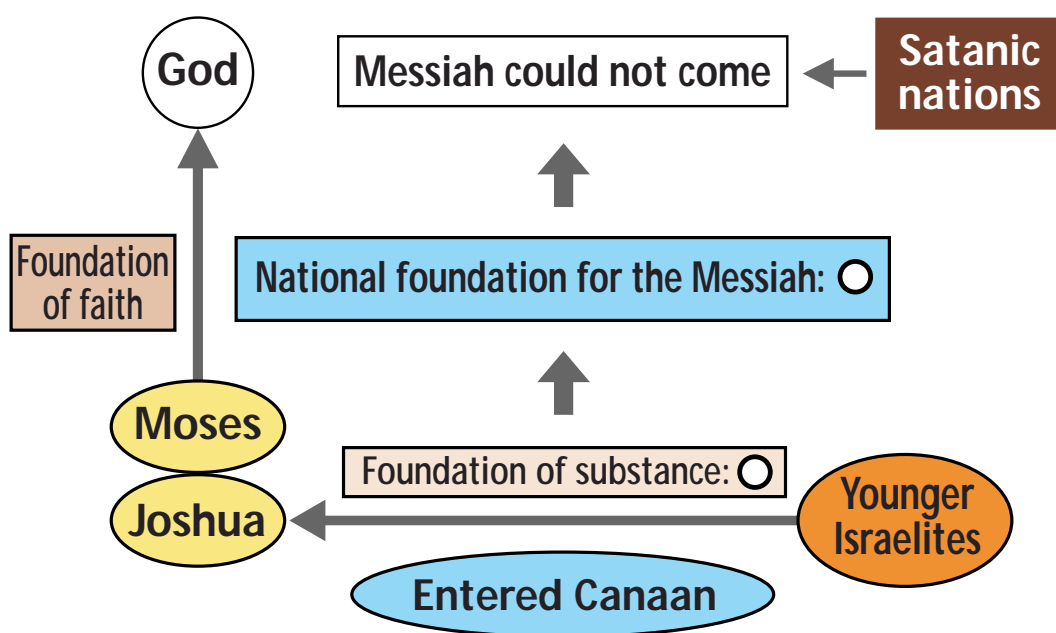 God
Messiah could not come
Satanic
nations
Foundation
of faith
National foundation for the Messiah:
Moses
Foundation of substance:
Joshua
Younger
Israelites
Entered Canaan